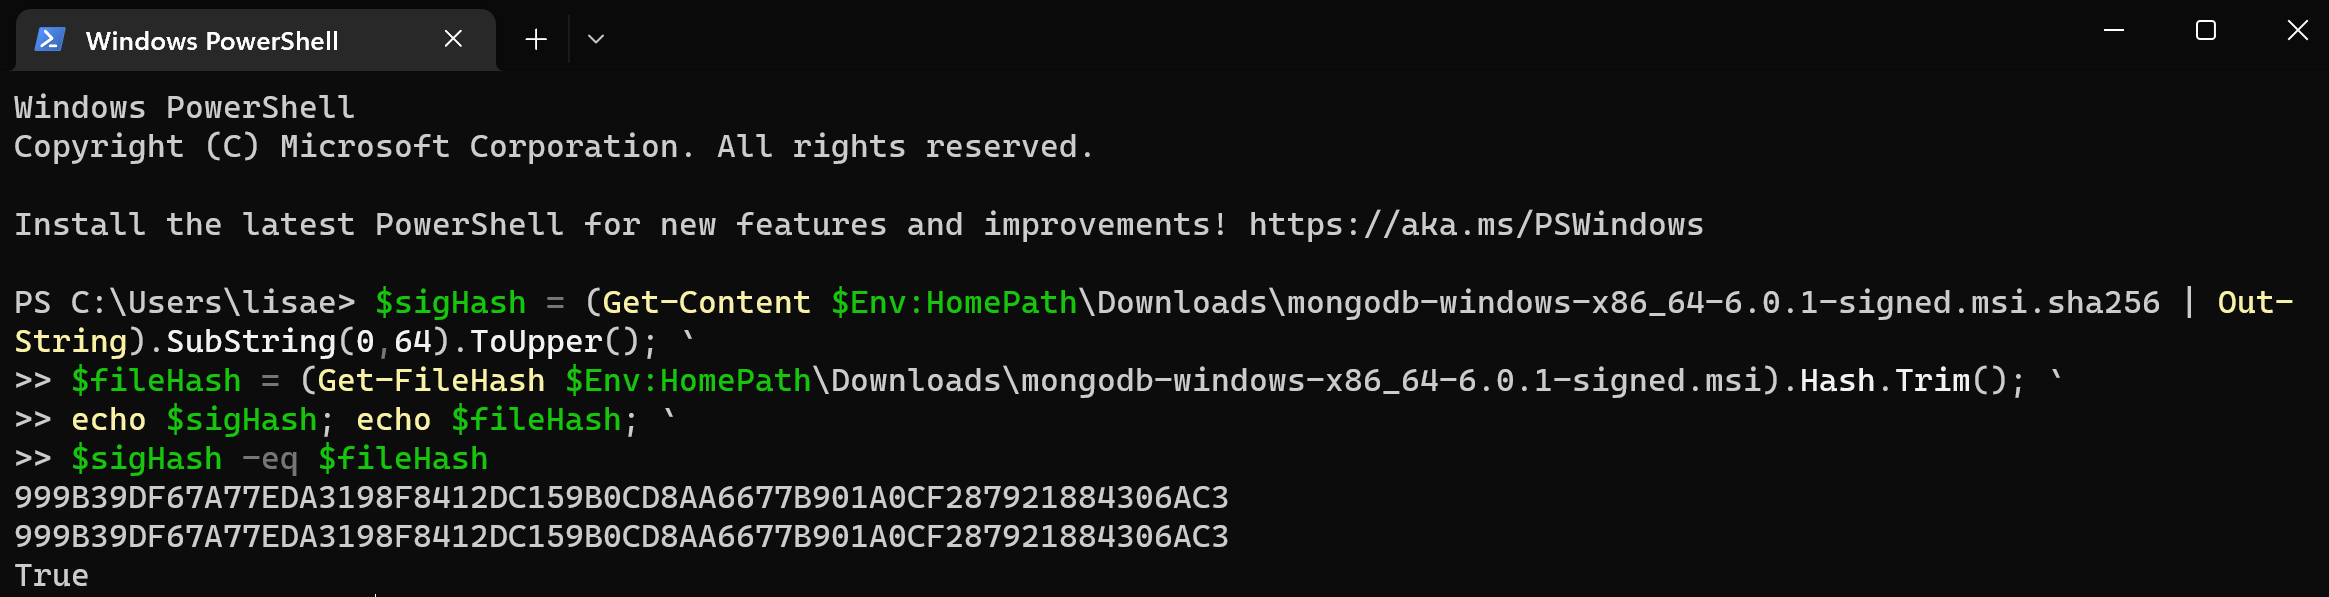 Windows PowerShell
Windows PowerShell
Copyright (C) Microsoft Corporation. All rights reserved.
Install the latest PowerShell for new features and improvements! https://aka.ms/PSWindows
PS C:\Users\lisae> $sigHash = (Get-Content $Env:HomePath\Downloads\mongodb-windows-x86_64-6.0.1-signed.msi.sha256 | Out-
String).SubString(0,64).ToUpper(); `
>> $fileHash = (Get-FileHash $Env:HomePath\Downloads\mongodb-windows-x86_64-6.0.1-signed.msi).Hash.Trim(); `
>> echo $sigHash; echo $fileHash; `
>> $sigHash -eq $fileHash
999B39DF67A77EDA3198F8412DC159B0CD8AA6677B901A0CF287921884306AC3
999B39DF67A77EDA3198F8412DC159B0CD8AA6677B901A0CF287921884306AC3
True